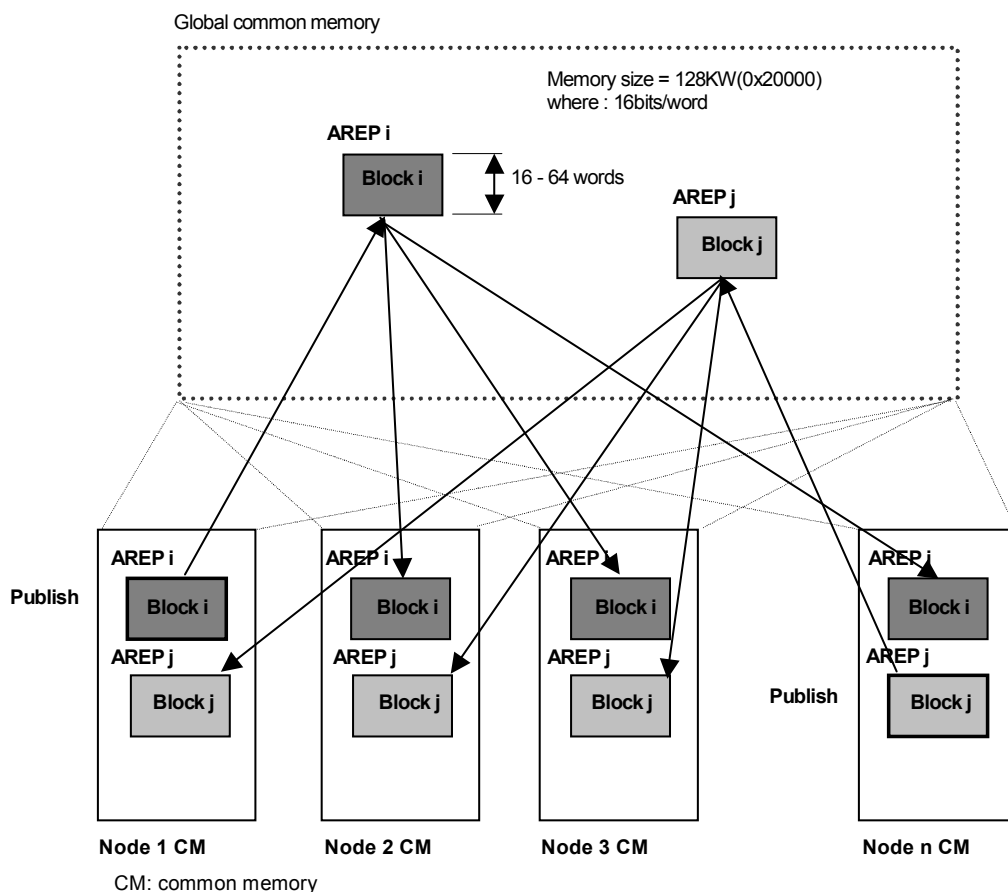 Global common memory
Memory size = 128KW(0x20000)
where : 16bits/word
AREP i
Block i
16 - 64 words
AREP j
Block j
AREP i
AREP i
AREP i
AREP i
Publish
Block i
Block i
Block i
Block i
AREP j
AREP j
AREP j
AREP j
Block j
Block j
Block j
Publish
Block j
Node 1 CM
Node 2 CM
Node 3 CM
Node n CM
CM: common memory